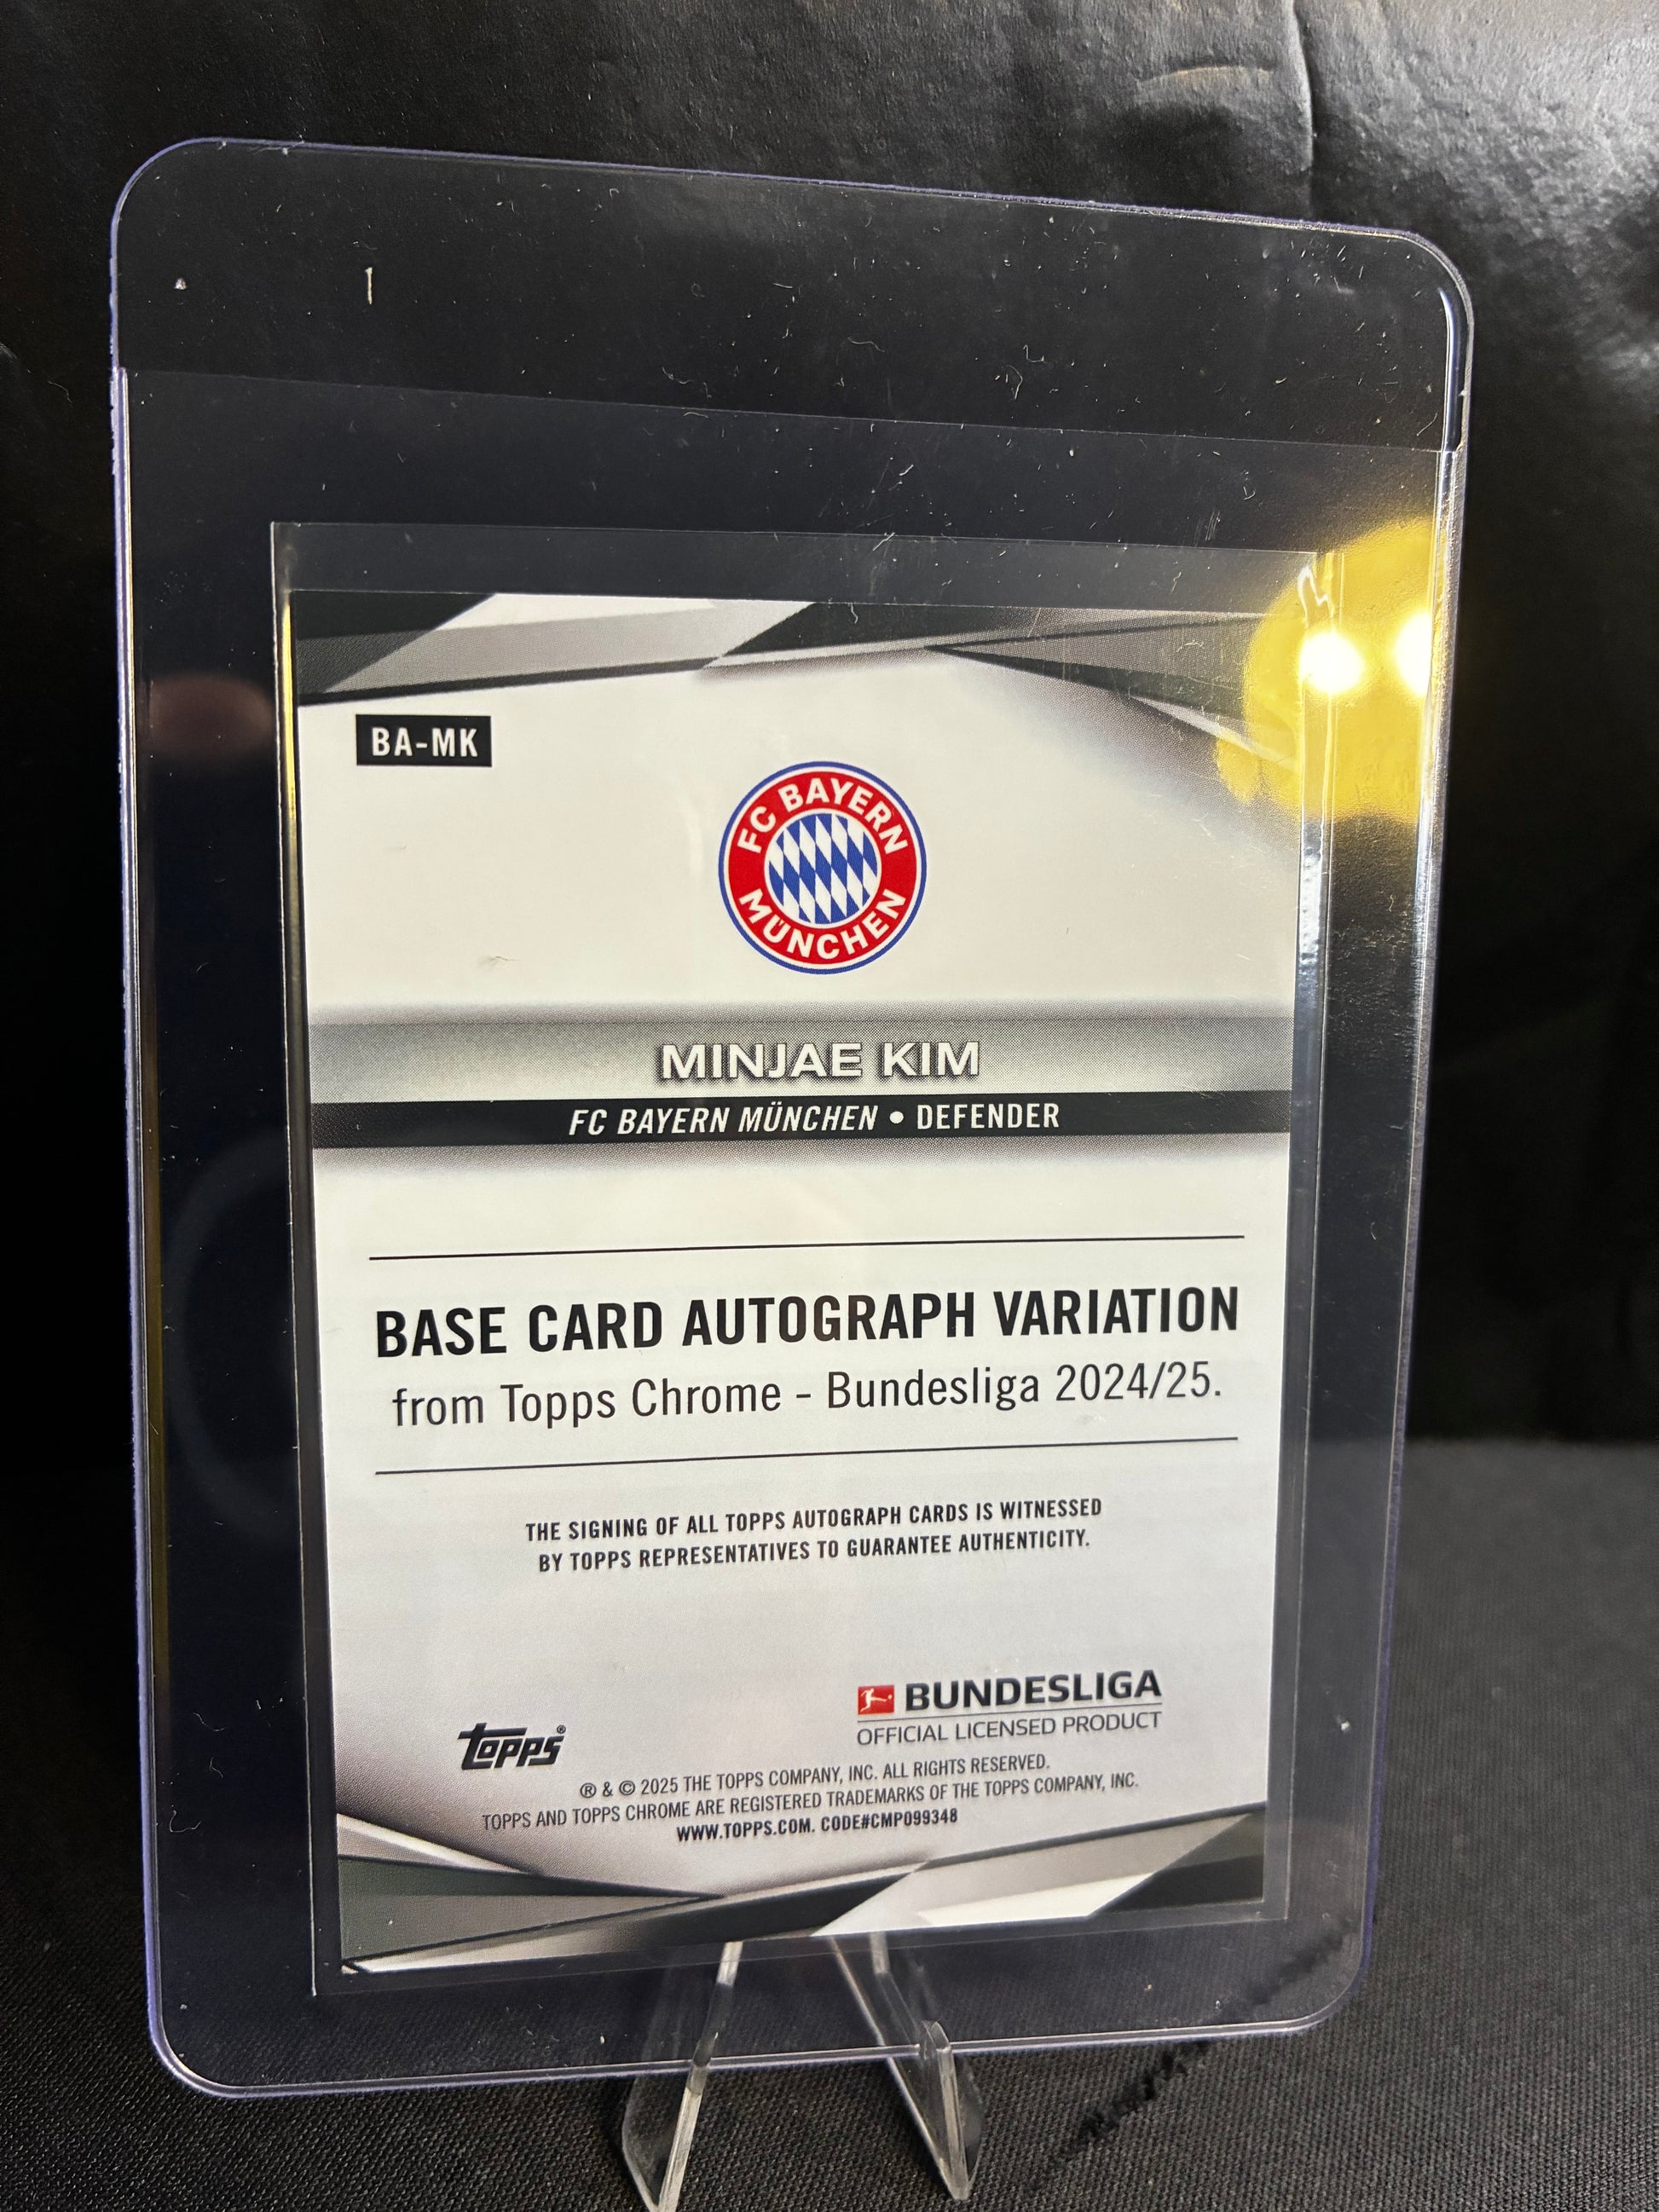 BA-MK
FC BAYERN
MÜNCHEN
MINJAE KIM
FC BAYERN MÜNCHEN • DEFENDER
BASE CARD AUTOGRAPH VARIATION
from Topps Chrome - Bundesliga 2024/25.
THE SIGNING OF ALL TOPPS AUTOGRAPH CARDS IS WITNESSED
BY TOPPS REPRESENTATIVES TO GUARANTEE AUTHENTICITY.
BUNDESLIGA
OFFICIAL LICENSED PRODUCT
Topps®
® & © 2025 THE TOPPS COMPANY, INC. ALL RIGHTS RESERVED.
TOPPS AND TOPPS CHROME ARE REGISTERED TRADEMARKS OF THE TOPPS COMPANY, INC.
WWW.TOPPS.COM. CODE#CMP099348